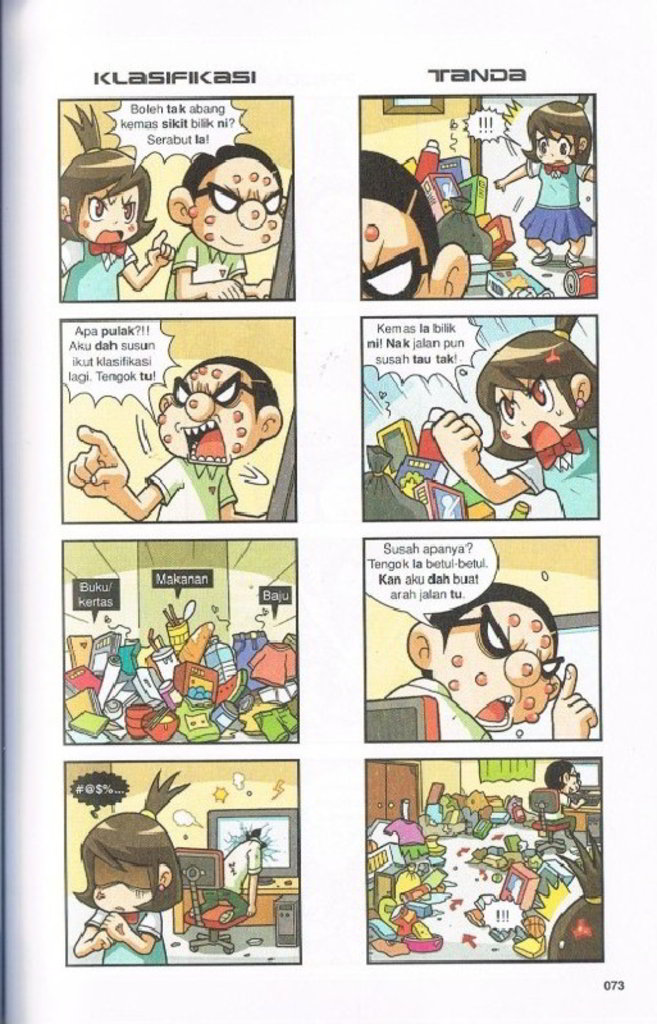 KLASIFIKASI
Boleh tak abang
kemas sikit bilik ni?
Serabut la!
Apa pulak?!!
Aku dah susun
ikut klasifikasi
lagi. Tengok tu!
Buku/
kertas
Makanan
Baju
#@$%...
TANDA
!!!
Kemas la bilik
ni! Nak jalan pun
susah tau tak!
Susah apanya?
Tengok la betul-betul.
Kan aku dah buat
arah jalan tu.
!!!
073